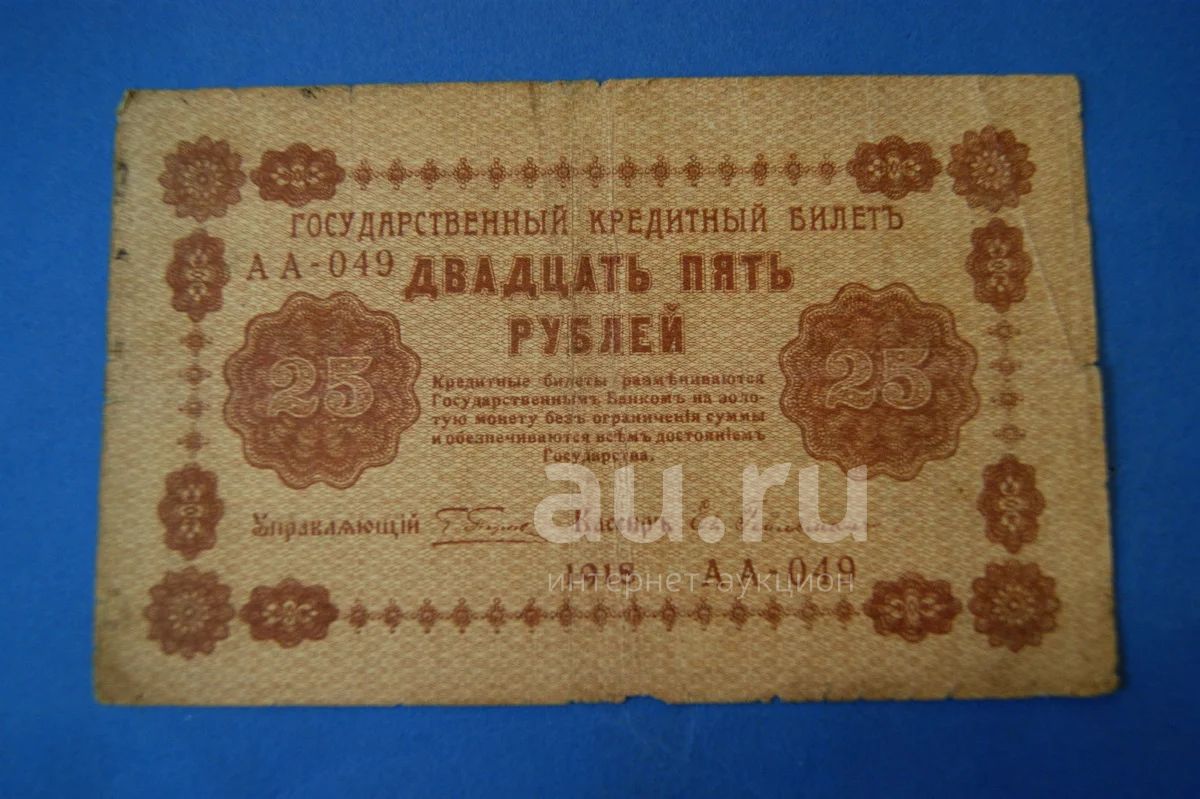 ГОСУДАРСТВЕННЫЙ КРЕДИТНЫЙ БИЛЕТЪ
АА-049 ДВАДЦАТЬ ПЯТЬ
РУБЛЕЙ
25
25
Кредитные билеты размѣниваются
Государственнымъ Банкомъ на золо-
тую монету безъ ограниченія суммы
и обезпечиваются всѣмъ достояніемъ
Государства.
au.ru
Управляющій Кассиръ
интернет-аукцион
1918 АА-049